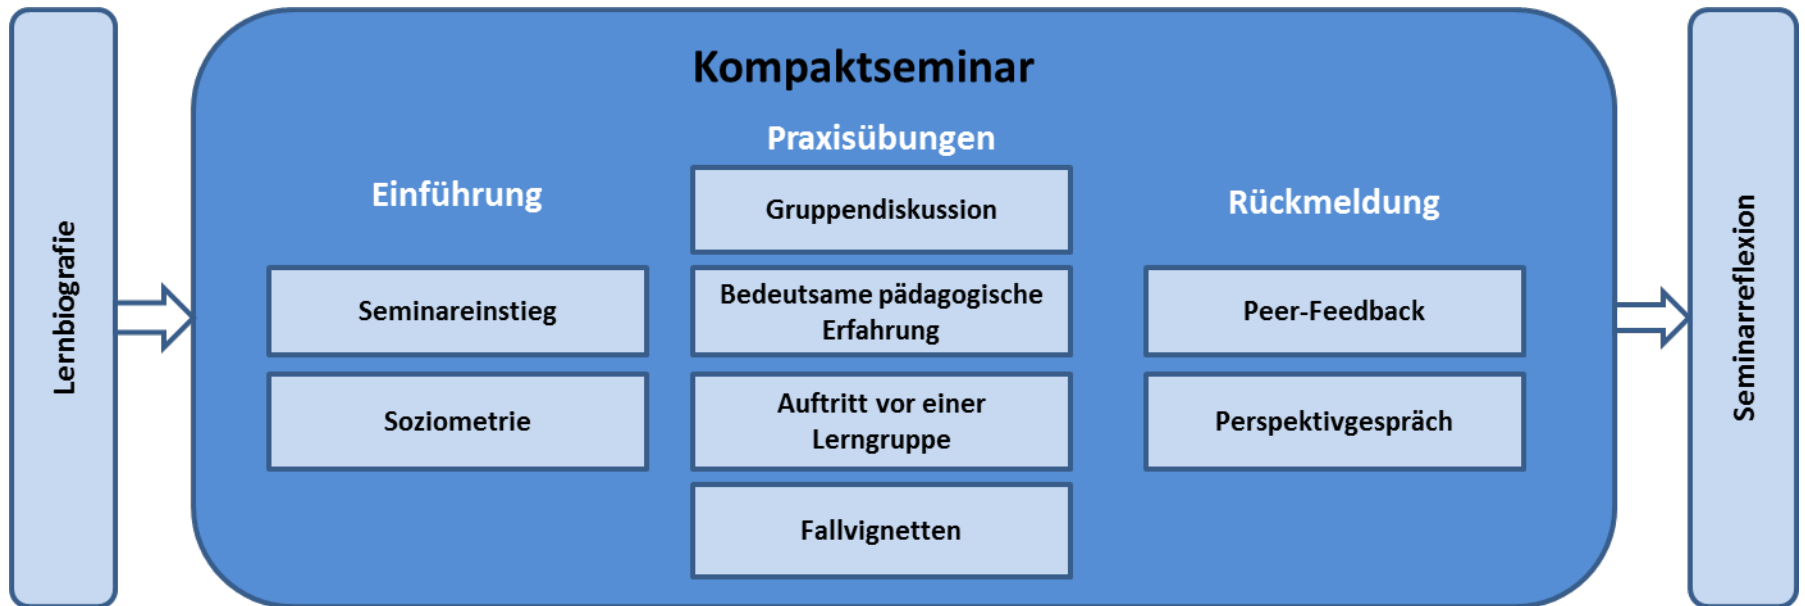 Lernbiografie
Kompaktseminar
Einführung
Seminareinstieg
Soziometrie
Praxisübungen
Gruppendiskussion
Bedeutsame pädagogische
Erfahrung
Auftritt vor einer
Lerngruppe
Fallvignetten
Rückmeldung
Peer-Feedback
Perspektivgespräch
Seminarreflexion